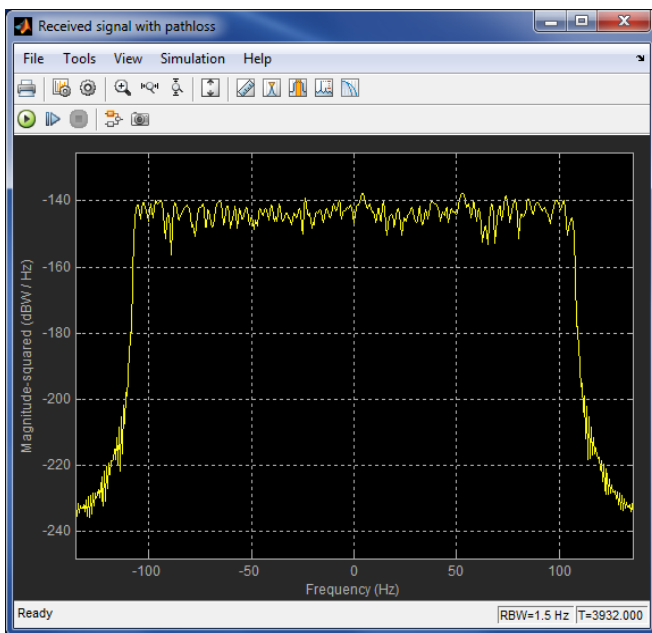 Received signal with pathloss
File Tools View Simulation Help
Magnitude-squared (dBW / Hz)
-140
-160
-180
-200
-220
-240
-100 -50 0 50 100
Frequency (Hz)
Ready RBW=1.5 Hz T=3932.000